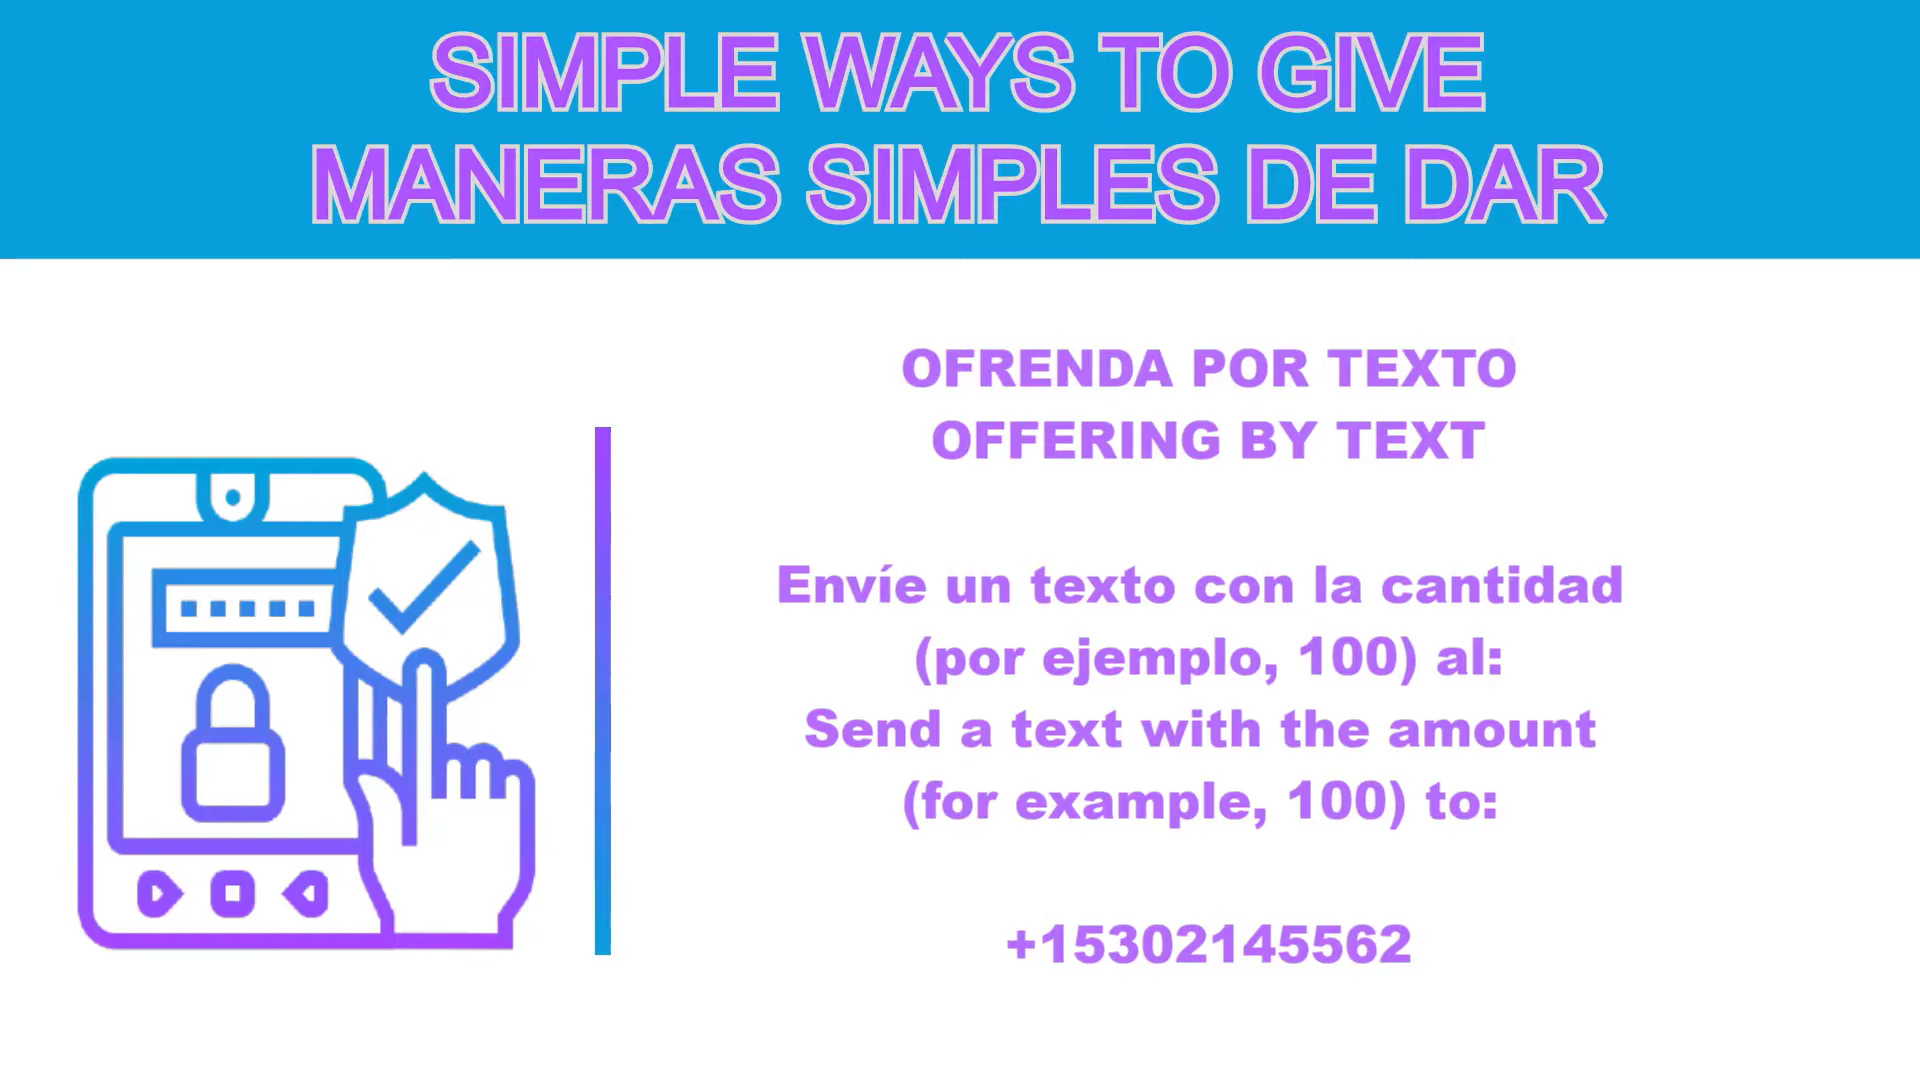 SIMPLE WAYS TO GIVE
MANERAS SIMPLES DE DAR
OFRENDA POR TEXTO
OFFERING BY TEXT
Envíe un texto con la cantidad
(por ejemplo, 100) al:
Send a text with the amount
(for example, 100) to:
+15302145562